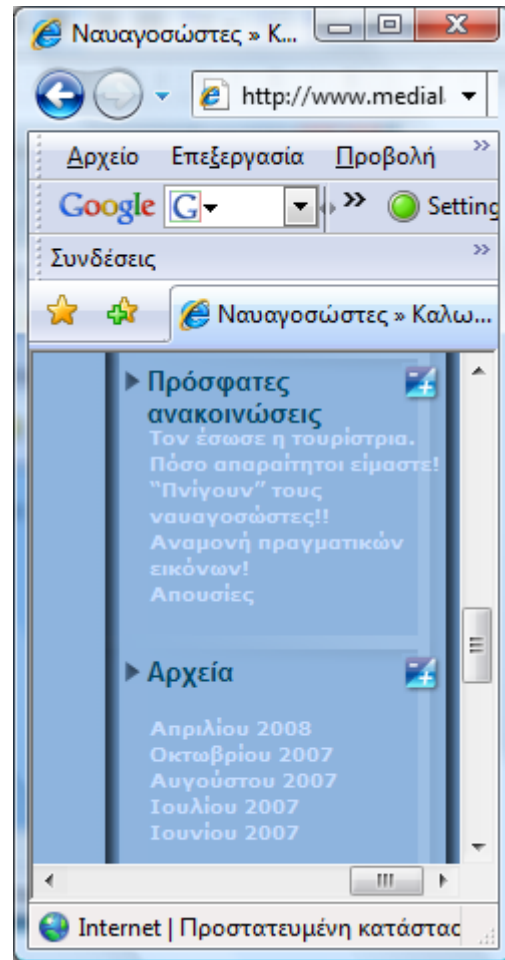 Ναυαγοσώστες » Κ...
http://www.medial
Αρχείο Επεξεργασία Προβολή »
Google G » Setting
Συνδέσεις »
Ναυαγοσώστες » Καλω...
Πρόσφατες
ανακοινώσεις
Τον έσωσε η τουρίστρια.
Πόσο απαραίτητοι είμαστε!
“Πνίγουν” τους
ναυαγοσώστες!!
Αναμονή πραγματικών
εικόνων!
Απουσίες
Αρχεία
Απριλίου 2008
Οκτωβρίου 2007
Αυγούστου 2007
Ιουλίου 2007
Ιουνίου 2007
Internet | Προστατευμένη κατάστας